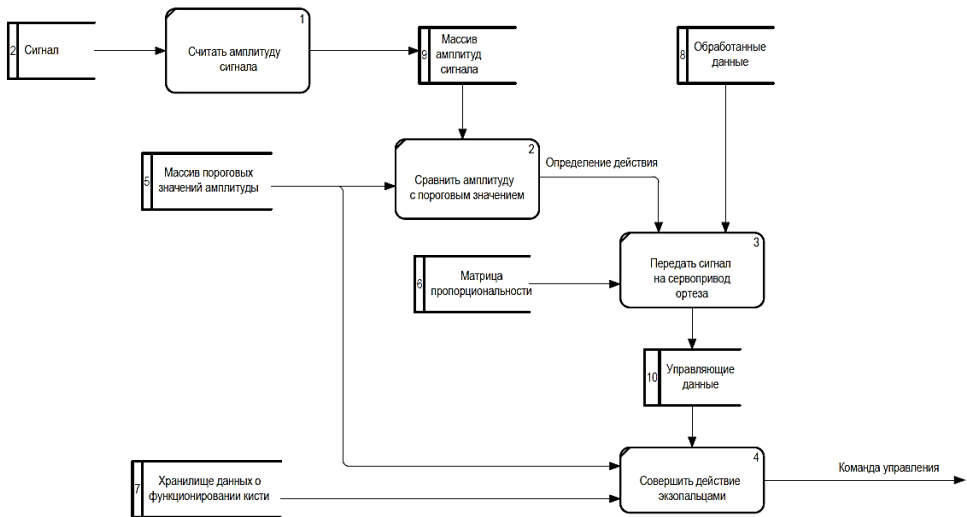 1
2
Сигнал
Считать амплитуду
сигнала
9
Массив
амплитуд
сигнала
8
Обработанные
данные
5
Массив пороговых
значений амплитуды
2
Сравнить амплитуду
с пороговым значением
Определение действия
3
Передать сигнал
на сервопривод
ортеза
6
Матрица
пропорциональности
10
Управляющие
данные
7
Хранилище данных о
функционировании кисти
4
Совершить действие
экзопальцами
Команда управления